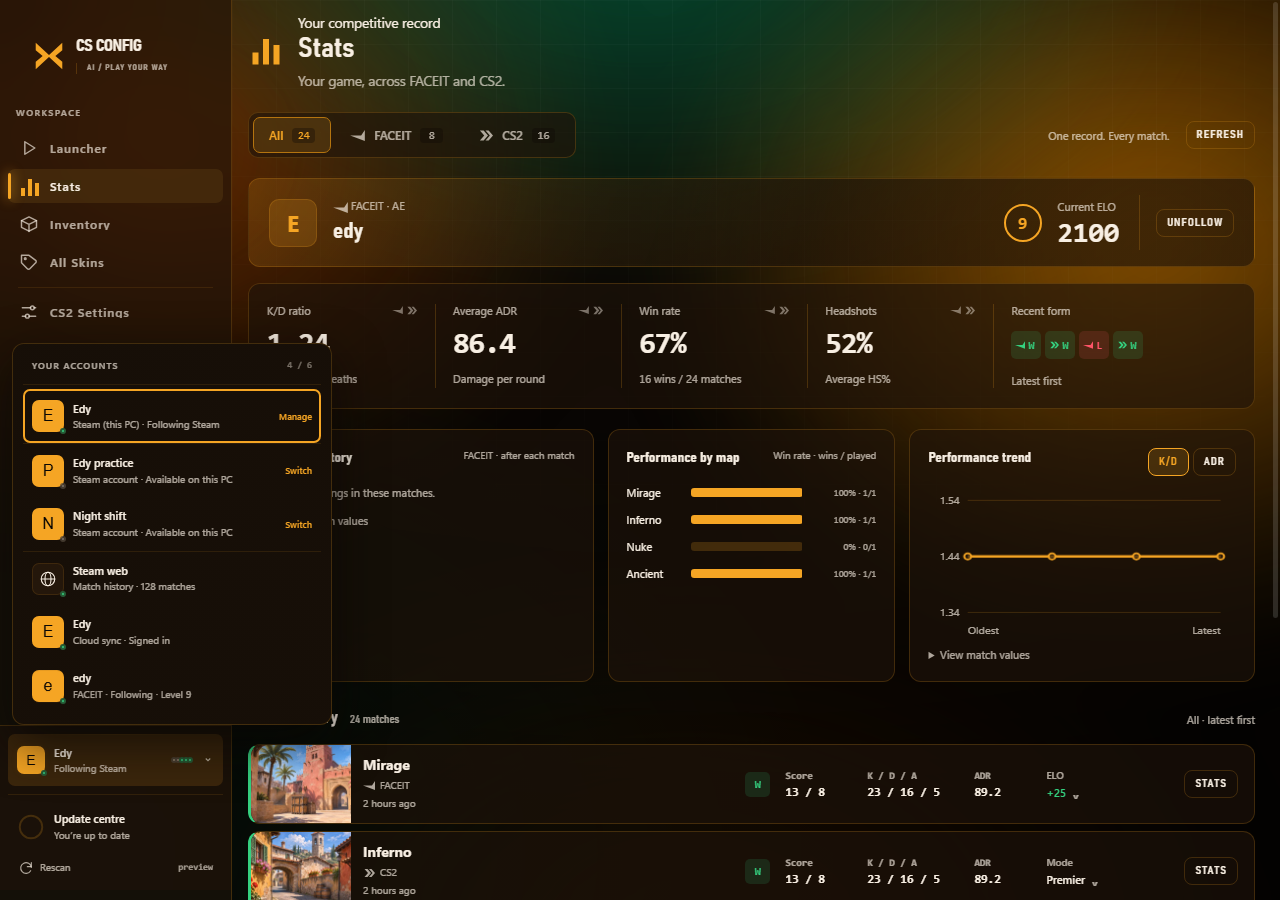 CS CONFIG
AI / PLAY YOUR WAY
WORKSPACE
Launcher
Stats
Inventory
All Skins
CS2 Settings
Your competitive record
Stats
Your game, across FACEIT and CS2.
All 24
FACEIT 8
CS2 16
One record. Every match.
REFRESH
E
FACEIT · AE
edy
9
Current ELO
2100
UNFOLLOW
K/D ratio
1.24
eaths
Average ADR
86.4
Damage per round
Win rate
67%
16 wins / 24 matches
Headshots
52%
Average HS%
Recent form
W
W
L
W
Latest first
YOUR ACCOUNTS
4 / 6
E
Edy
Steam (this PC) · Following Steam
Manage
P
Edy practice
Steam account · Available on this PC
Switch
N
Night shift
Steam account · Available on this PC
Switch
Steam web
Match history · 128 matches
E
Edy
Cloud sync · Signed in
e
edy
FACEIT · Following · Level 9
tory
FACEIT · after each match
ngs in these matches.
h values
Performance by map
Win rate · wins / played
Mirage
100% · 1/1
Inferno
100% · 1/1
Nuke
0% · 0/1
Ancient
100% · 1/1
Performance trend
K/D
ADR
1.54
1.44
1.34
Oldest
Latest
View match values
y
24 matches
All · latest first
Mirage
FACEIT
2 hours ago
W
Score
13 / 8
K / D / A
23 / 16 / 5
ADR
89.2
ELO
+25
STATS
Inferno
CS2
2 hours ago
W
Score
13 / 8
K / D / A
23 / 16 / 5
ADR
89.2
Mode
Premier
STATS
E
Edy
Following Steam
Update centre
You're up to date
Rescan
preview